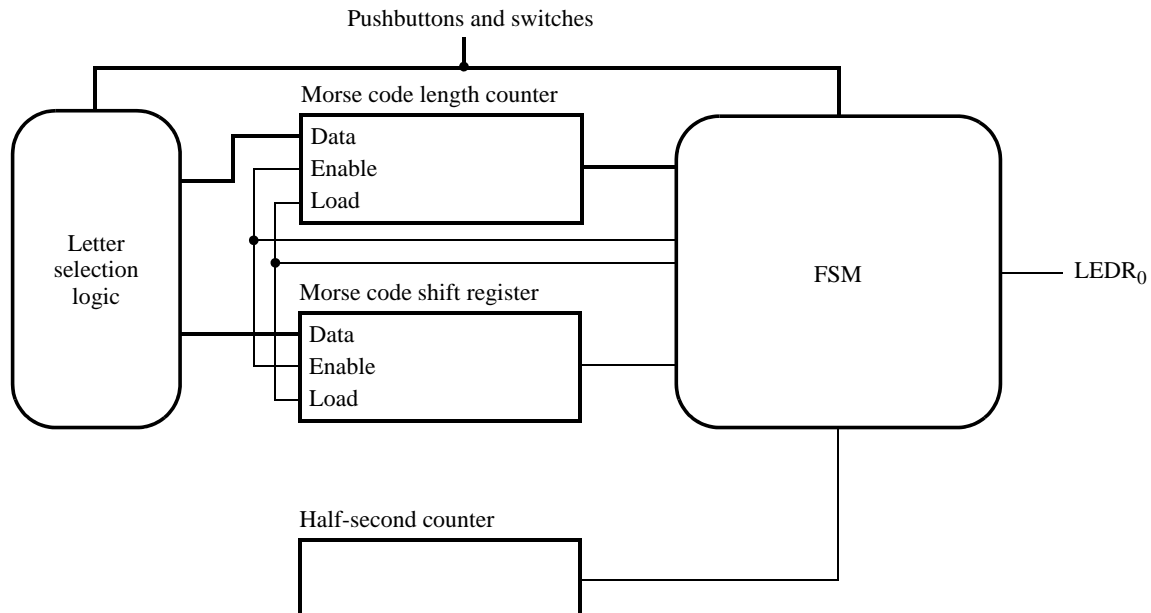 Pushbuttons and switches
Morse code length counter
Data
Enable
Load
Letter
selection
logic
FSM
LEDR0
Morse code shift register
Data
Enable
Load
Half-second counter